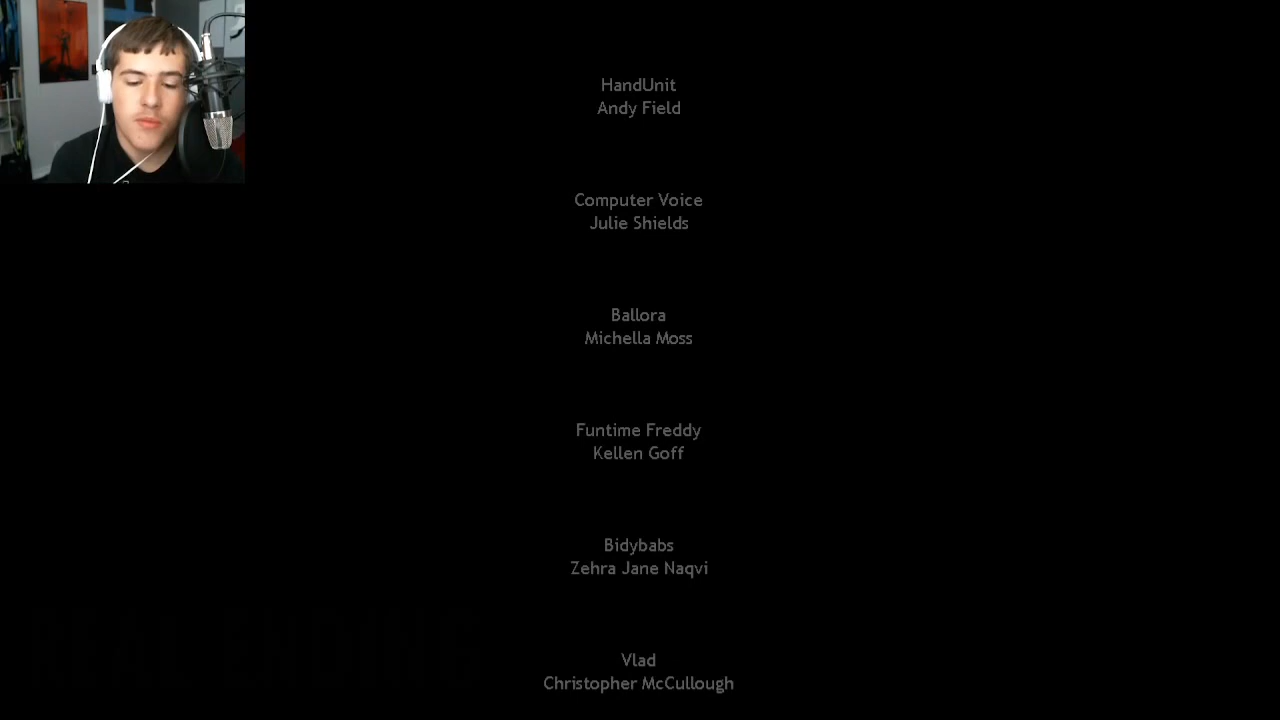 HandUnit
Andy Field
Computer Voice
Julie Shields
Ballora
Michella Moss
Funtime Freddy
Kellen Goff
Bidybabs
Zehra Jane Naqvi
Vlad
Christopher McCullough